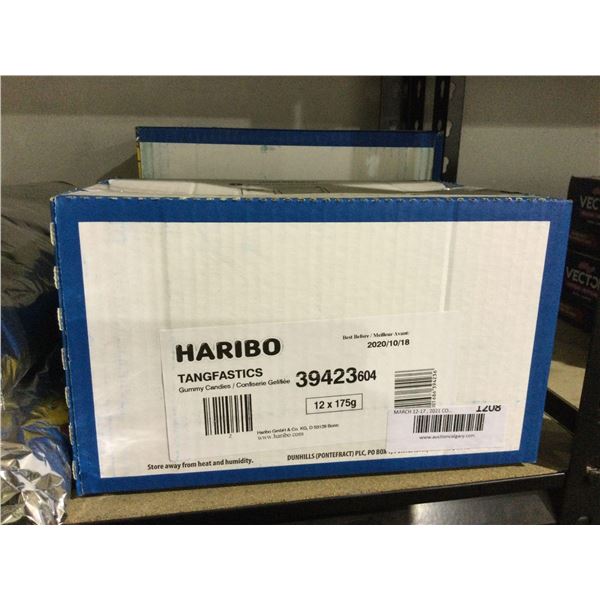 HARIBO
Best Before / Meilleur Avant:
2020/10/18
TANGFASTICS
Gummy Candies / Confiserie Gelifiée
39423604
12 x 175g
2
Haribo GmbH & Co. KG, D 53129 Bonn
www.haribo.com
MARCH 12-17, 2021 CO...
1208
www.auctioncalgary.com
Store away from heat and humidity.
DUNHILLS (PONTEFRACT) PLC, PO BOX
VECTOR
VECTO